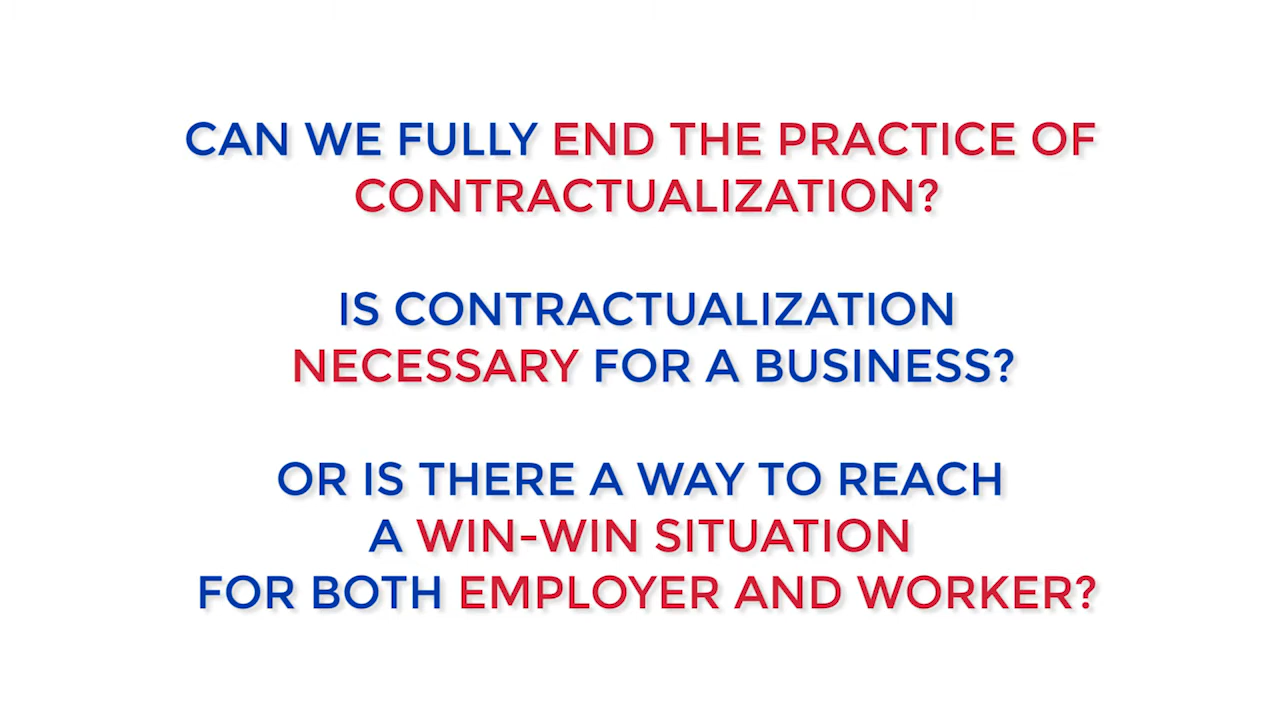 CAN WE FULLY END THE PRACTICE OF
CONTRACTUALIZATION?
IS CONTRACTUALIZATION
NECESSARY FOR A BUSINESS?
OR IS THERE A WAY TO REACH
A WIN-WIN SITUATION
FOR BOTH EMPLOYER AND WORKER?